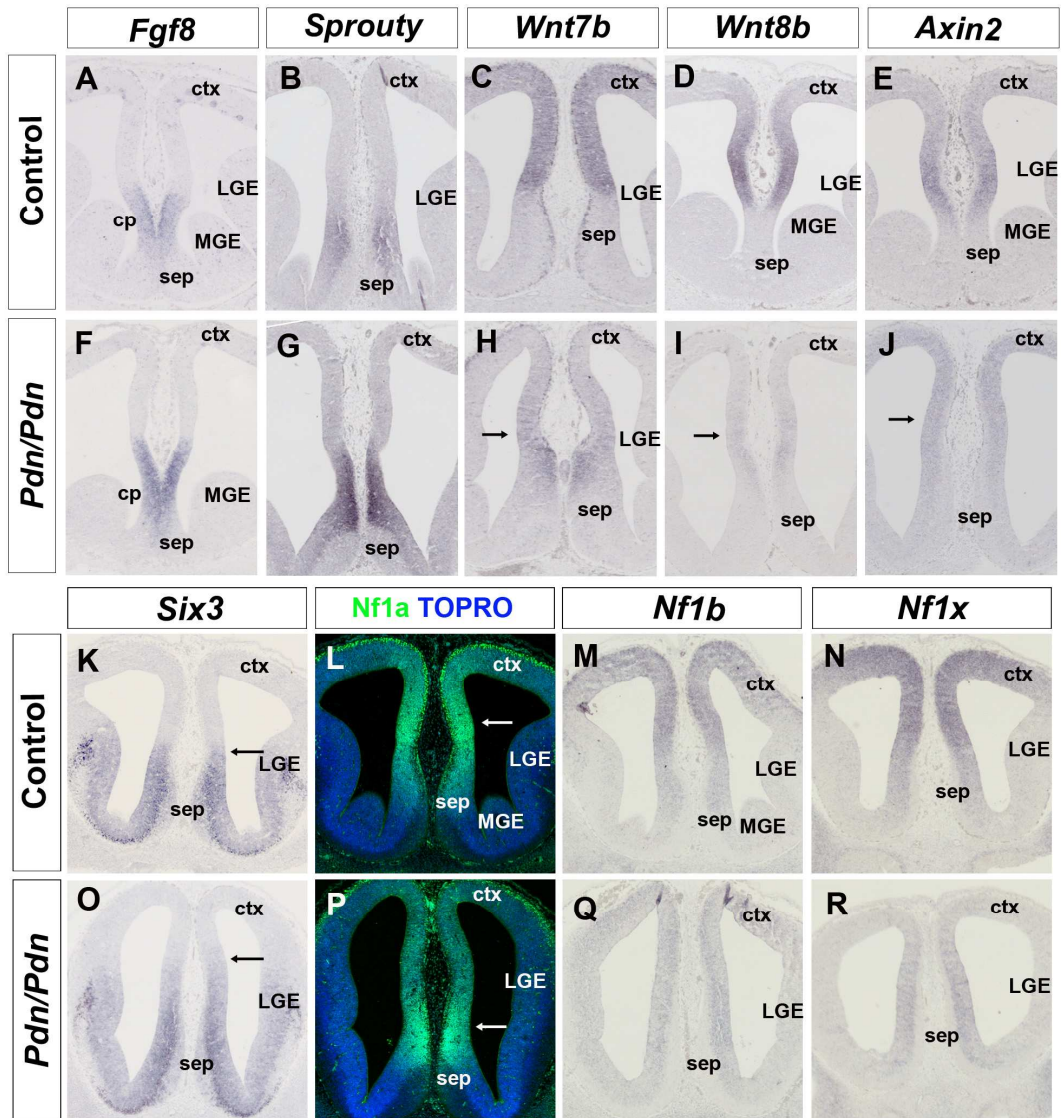 Fgf8 Sprouty Wnt7b Wnt8b Axin2
Control
A ctx LGE cp MGE sep
B ctx LGE sep
C ctx LGE sep
D ctx LGE MGE sep
E ctx LGE MGE sep
Pdn/Pdn
F ctx cp MGE sep
G ctx sep
H ctx LGE sep
I ctx sep
J ctx sep
Six3 Nf1a TOPRO Nf1b Nf1x
Control
K ctx LGE sep
L ctx LGE sep MGE
M ctx LGE sep MGE
N ctx LGE sep
Pdn/Pdn
O ctx LGE sep
P ctx LGE sep
Q ctx LGE sep
R ctx LGE sep